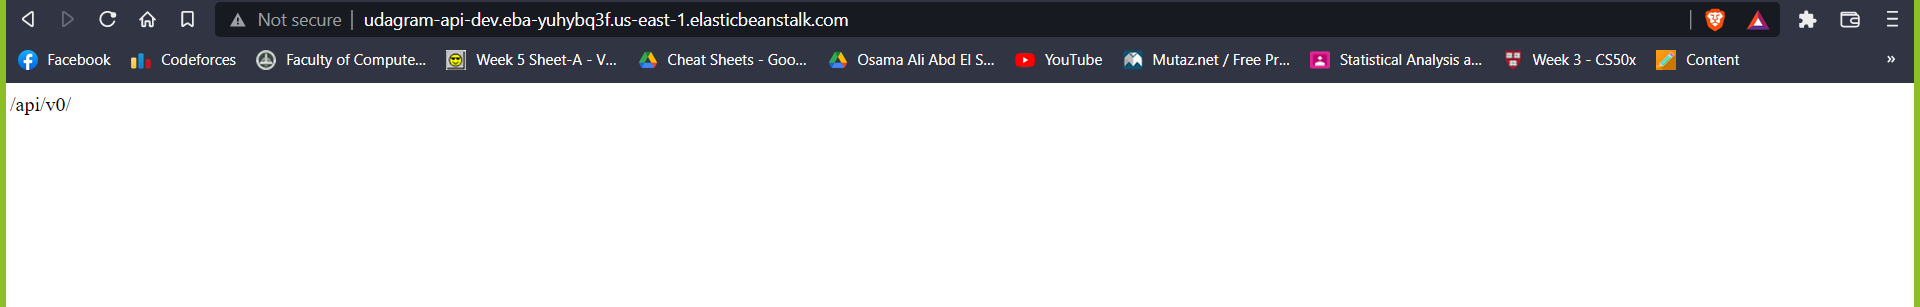 Not secure | udagram-api-dev.eba-yuhybq3f.us-east-1.elasticbeanstalk.com
Facebook Codeforces Faculty of Compute... Week 5 Sheet-A - V... Cheat Sheets - Goo... Osama Ali Abd El S... YouTube Mutaz.net / Free Pr... Statistical Analysis a... Week 3 - CS50x Content »
/api/v0/